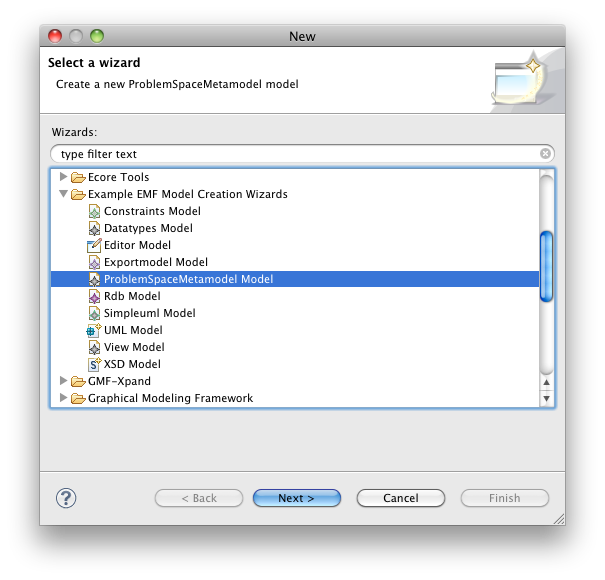 New
Select a wizard
Create a new ProblemSpaceMetamodel model
Wizards:
type filter text
Ecore Tools
Example EMF Model Creation Wizards
Constraints Model
Datatypes Model
Editor Model
Exportmodel Model
ProblemSpaceMetamodel Model
Rdb Model
Simpleuml Model
UML Model
View Model
XSD Model
GMF-Xpand
Graphical Modeling Framework
? < Back Next > Cancel Finish